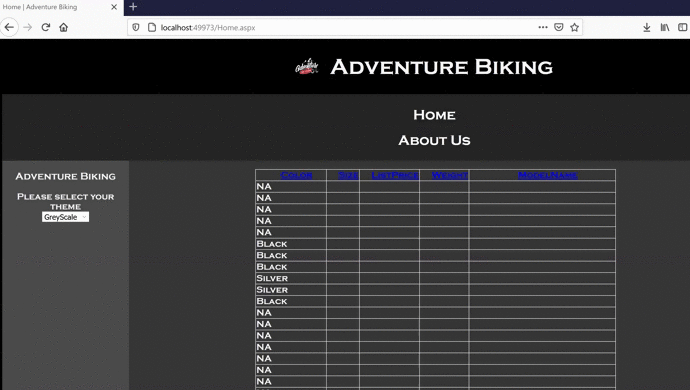 Home | Adventure Biking
localhost:49973/Home.aspx
Adventure Biking
Home
About Us
Adventure Biking
Please select your
theme
GreyScale
Color Size ListPrice Weight ModelName
NA
NA
NA
NA
NA
Black
Black
Black
Silver
Silver
Black
NA
NA
NA
NA
NA
NA
NA